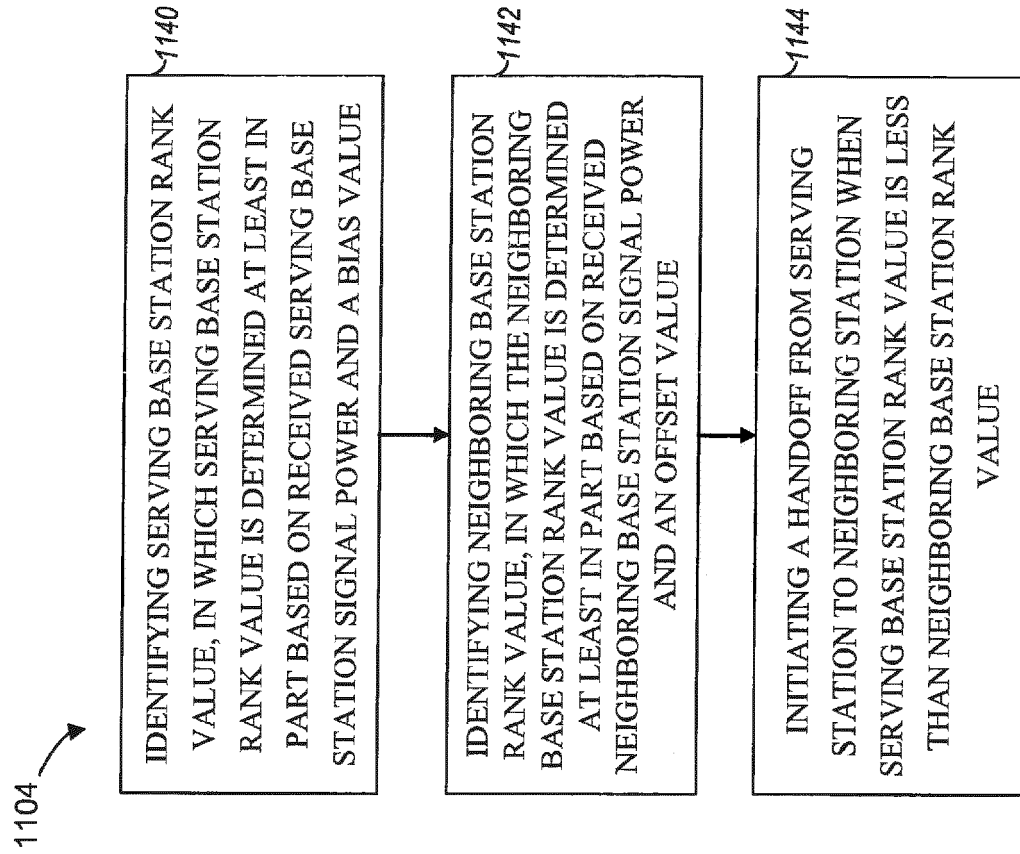 1104
1140
IDENTIFYING SERVING BASE STATION RANK
VALUE, IN WHICH SERVING BASE STATION
RANK VALUE IS DETERMINED AT LEAST IN
PART BASED ON RECEIVED SERVING BASE
STATION SIGNAL POWER AND A BIAS VALUE
1142
IDENTIFYING NEIGHBORING BASE STATION
RANK VALUE, IN WHICH THE NEIGHBORING
BASE STATION RANK VALUE IS DETERMINED
AT LEAST IN PART BASED ON RECEIVED
NEIGHBORING BASE STATION SIGNAL POWER
AND AN OFFSET VALUE
1144
INITIATING A HANDOFF FROM SERVING
STATION TO NEIGHBORING STATION WHEN
SERVING BASE STATION RANK VALUE IS LESS
THAN NEIGHBORING BASE STATION RANK
VALUE